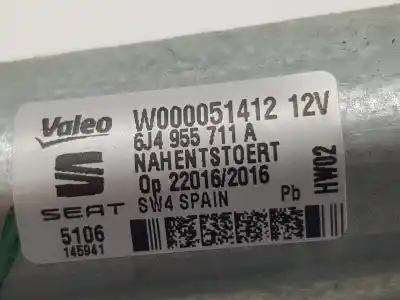 Valeo W000051412 12V
6J4 955 711 A
NAHENTSTOERT
Op 22016/2016
SEAT SW4 SPAIN Pb HW02
5106
145941